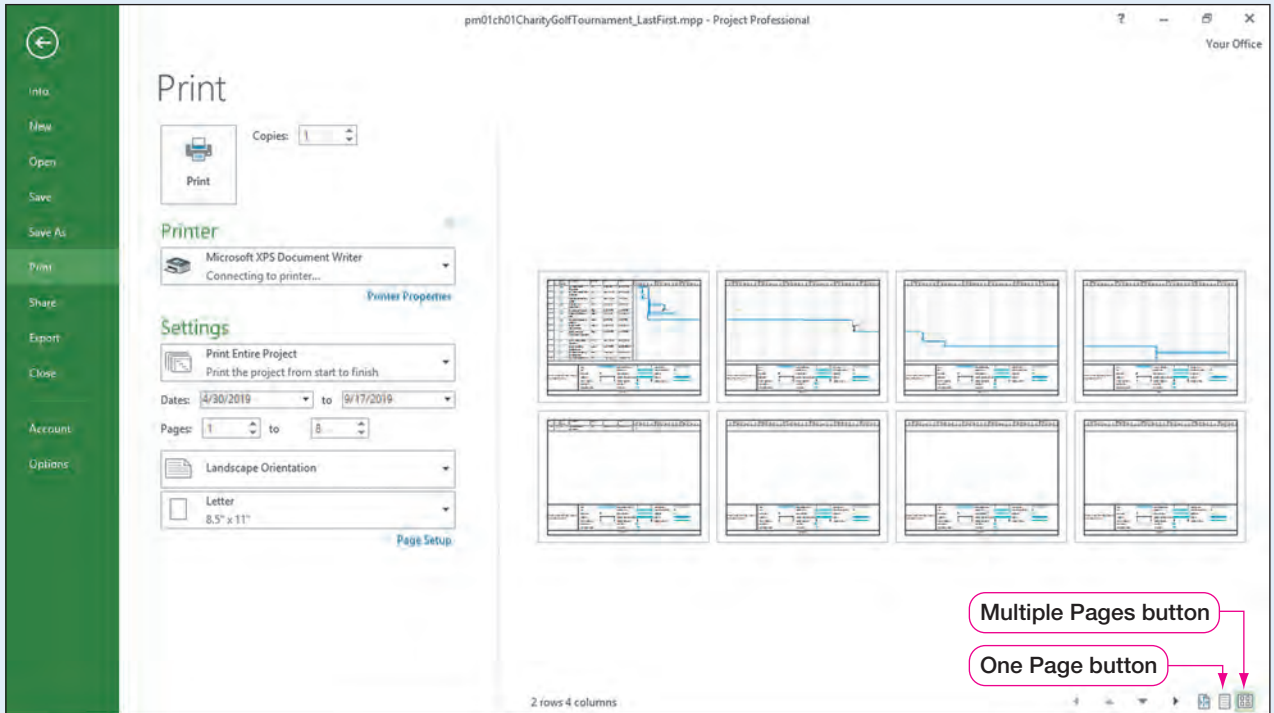 pm01ch01CharityGolfTournament_LastFirst.mpp - Project Professional
?
Your Office
Info
New
Open
Save
Save As
Print
Share
Export
Close
Account
Options
Print
Print
Copies: 1
Printer
Microsoft XPS Document Writer
Connecting to printer...
Printer Properties
Settings
Print Entire Project
Print the project from start to finish
Dates: 4/30/2019 to 9/17/2019
Pages: 1 to 8
Landscape Orientation
Letter
8.5" x 11"
Page Setup
Multiple Pages button
One Page button
2 rows 4 columns